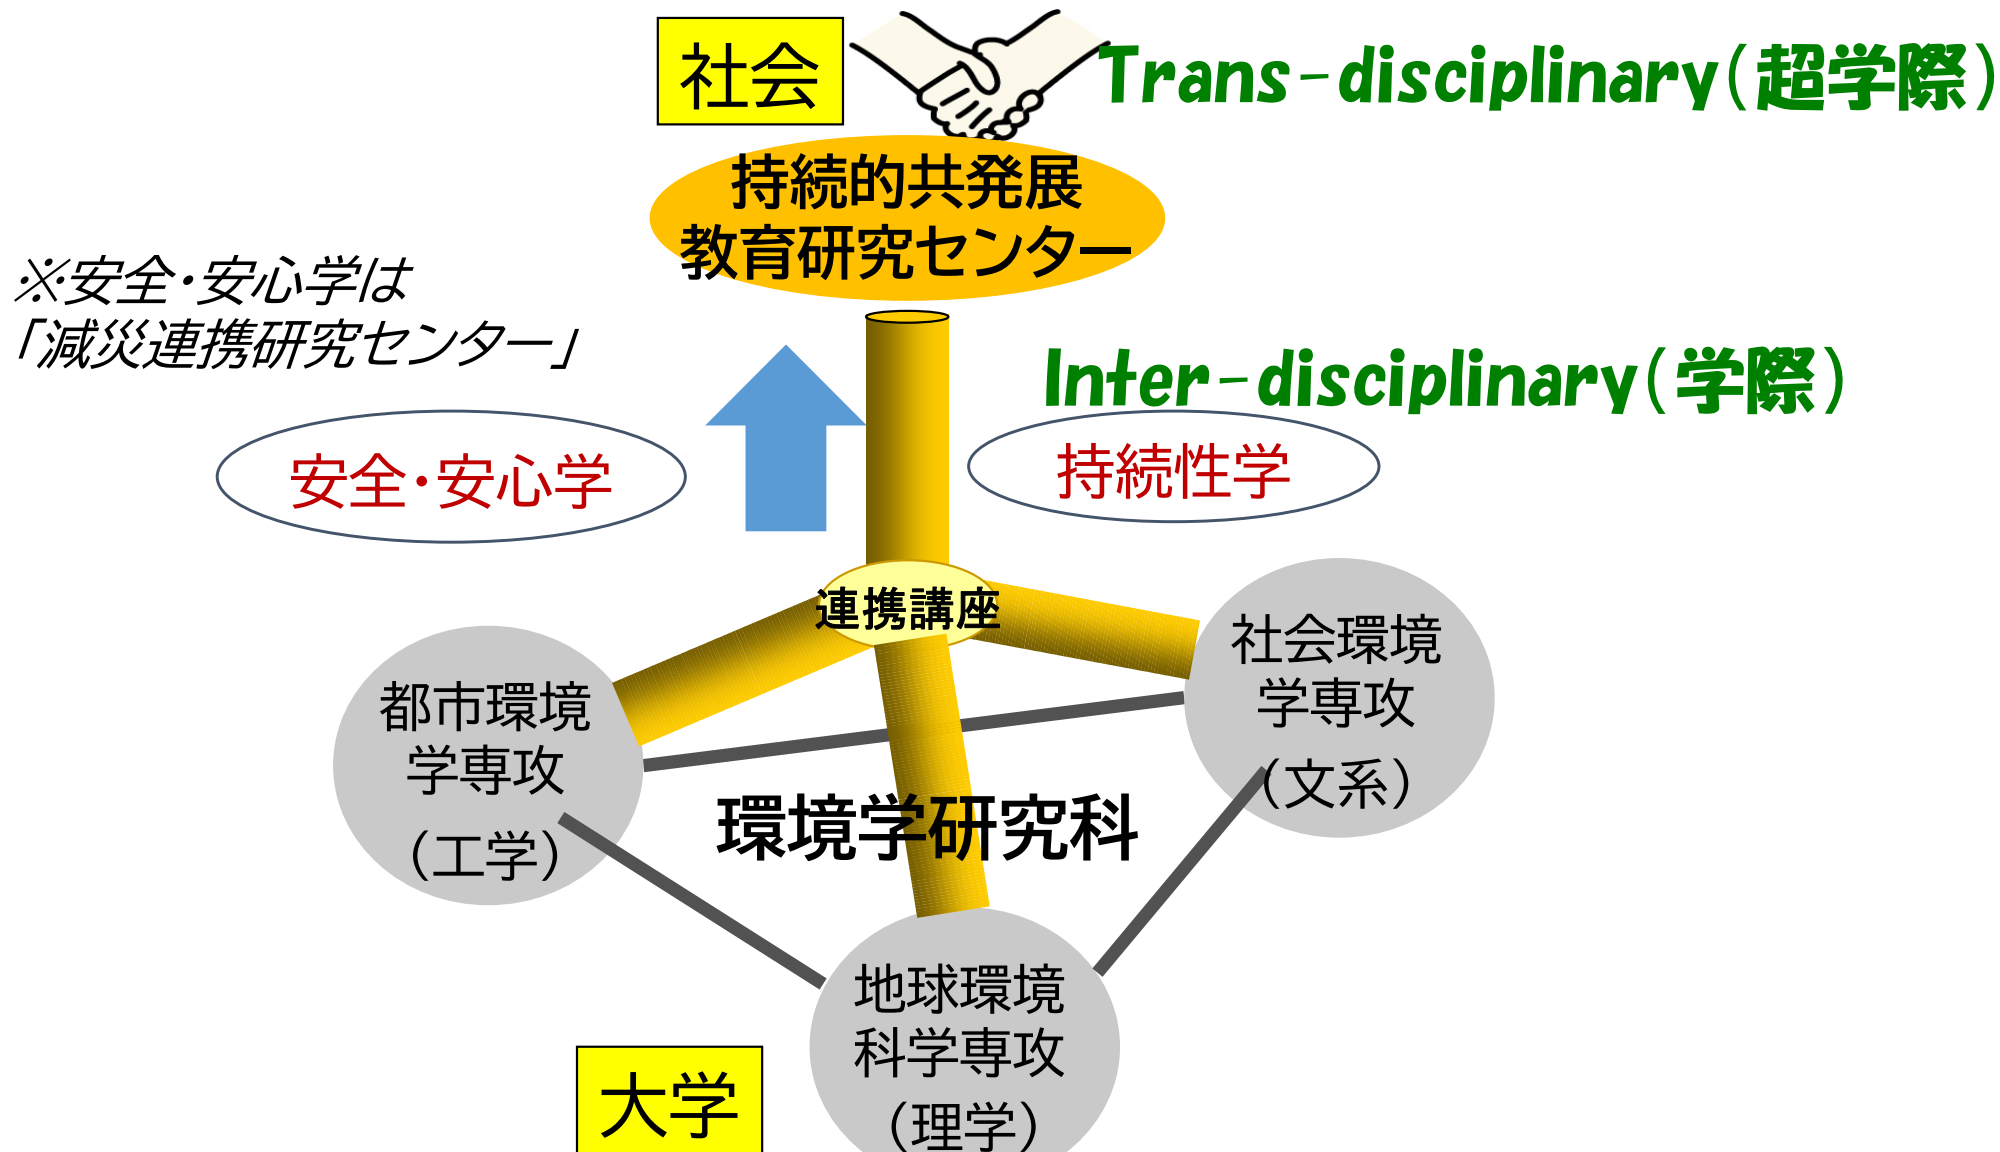 社会
Trans-disciplinary(超学際)
持続的共発展
教育研究センター
※安全・安心学は
「減災連携研究センター」
Inter-disciplinary(学際)
安全・安心学
持続性学
連携講座
社会環境
学専攻
(文系)
都市環境
学専攻
(工学)
環境学研究科
地球環境
科学専攻
(理学)
大学